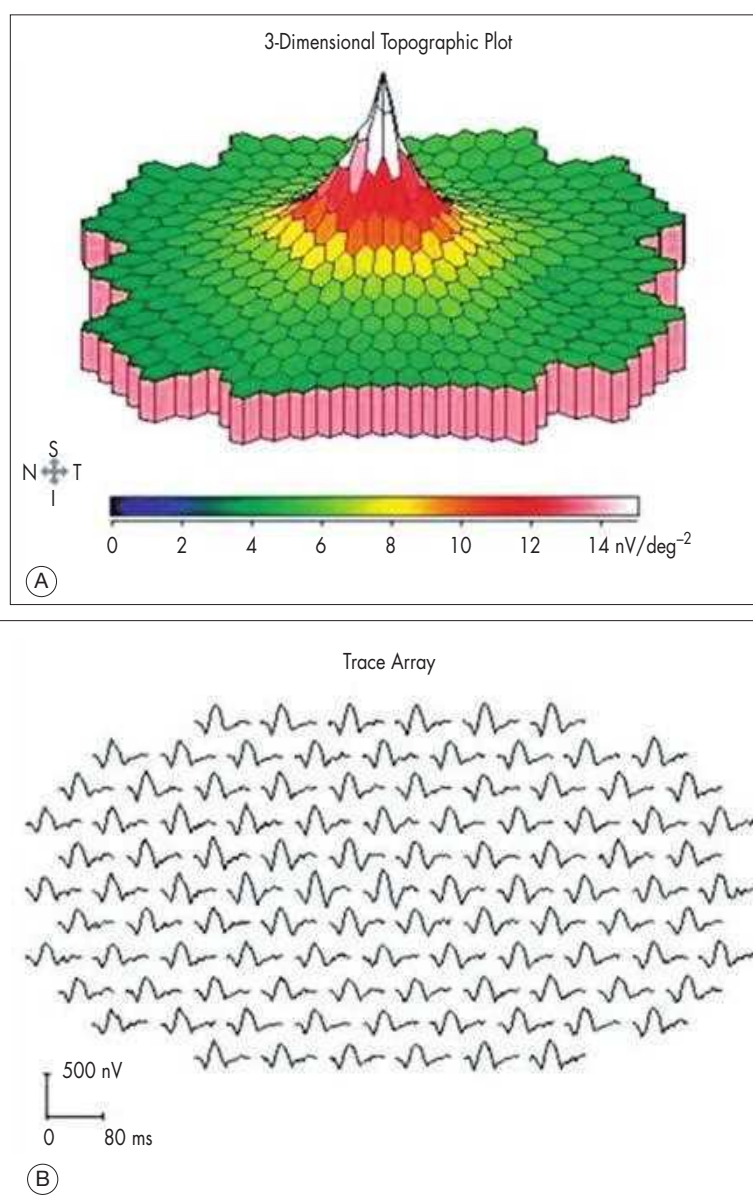 3-Dimensional Topographic Plot
S
N T
I
0 2 4 6 8 10 12 14 nV/deg⁻²
A
Trace Array
500 nV
0 80 ms
B